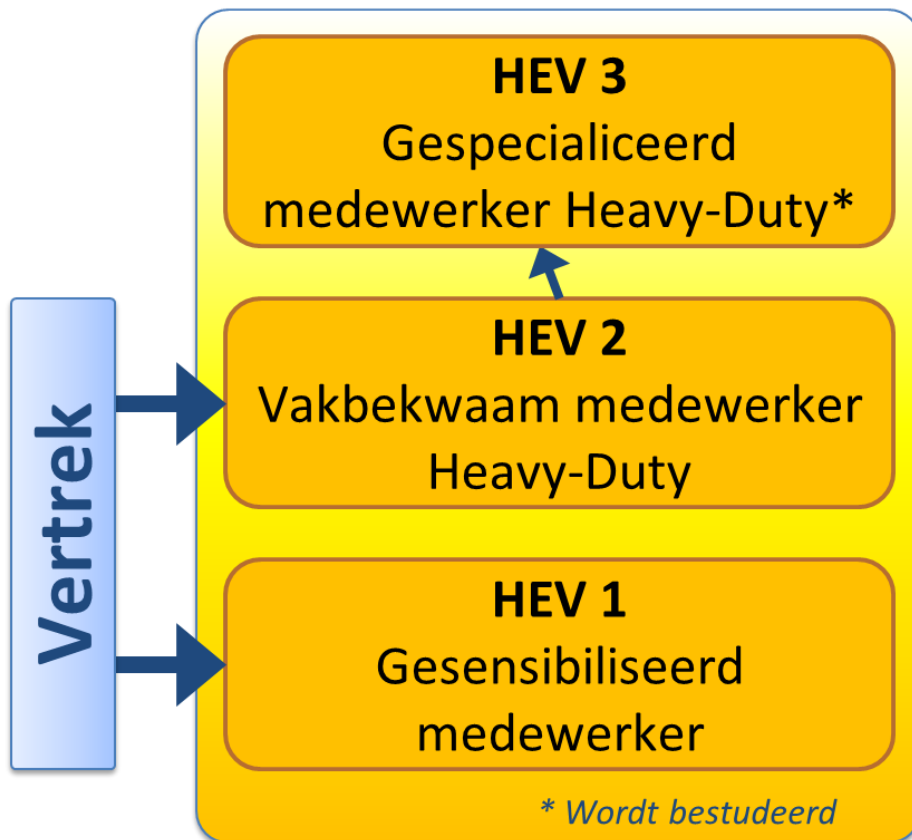 HEV 3
Gespecialiceerd
medewerker Heavy-Duty*
HEV 2
Vakbekwaam medewerker
Heavy-Duty
Vertrek
HEV 1
Gesensibiliseerd
medewerker
* Wordt bestudeerd